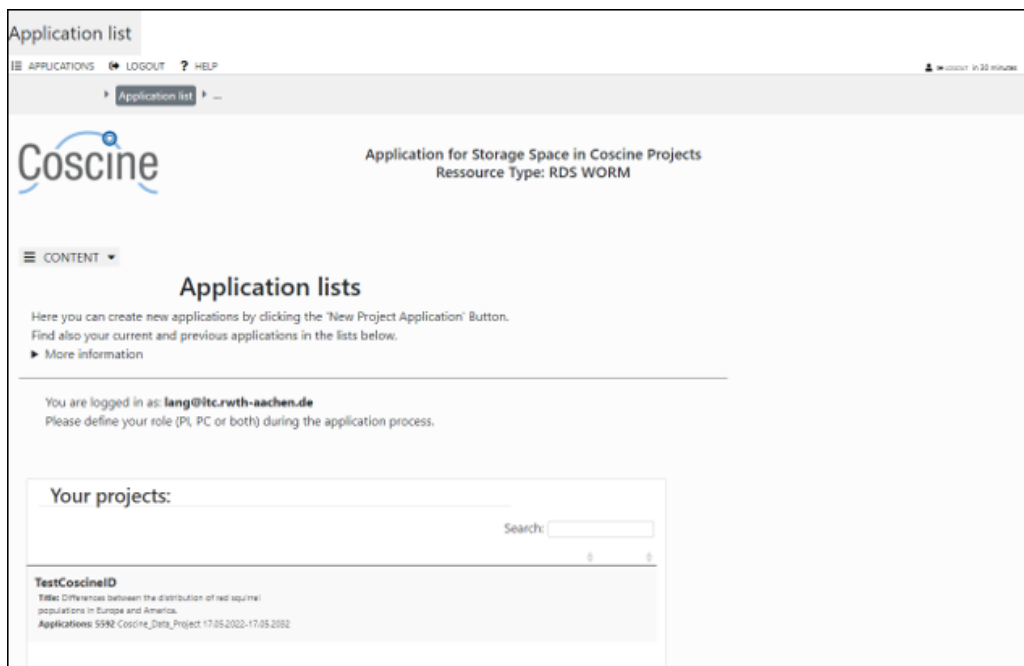 Application list
APPLICATIONS LOGOUT ? HELP
LOGOUT in 30 minutes
Application list ...
Coscine
Application for Storage Space in Coscine Projects
Ressource Type: RDS WORM
CONTENT
Application lists
Here you can create new applications by clicking the 'New Project Application' Button.
Find also your current and previous applications in the lists below.
More information
You are logged in as: lang@itc.rwth-aachen.de
Please define your role (PI, PC or both) during the application process.
Your projects:
Search:
TestCoscineID
Title: Differences between the distribution of red squirrel
populations in Europe and America.
Applications: 5592 Coscine_Data_Project 17.05.2022-17.05.2032